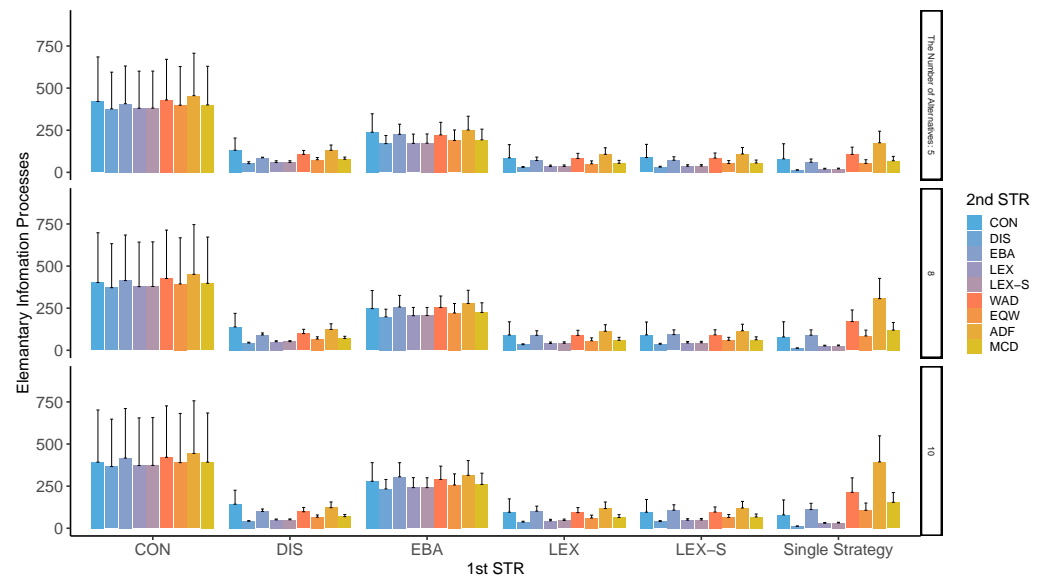 Elemantary Infomation Processes
750
500
250
0
The Number of Alternatives: 5
750
500
250
0
8
750
500
250
0
10
CON
DIS
EBA
LEX
LEX−S
Single Strategy
1st STR
2nd STR
CON
DIS
EBA
LEX
LEX−S
WAD
EQW
ADF
MCD